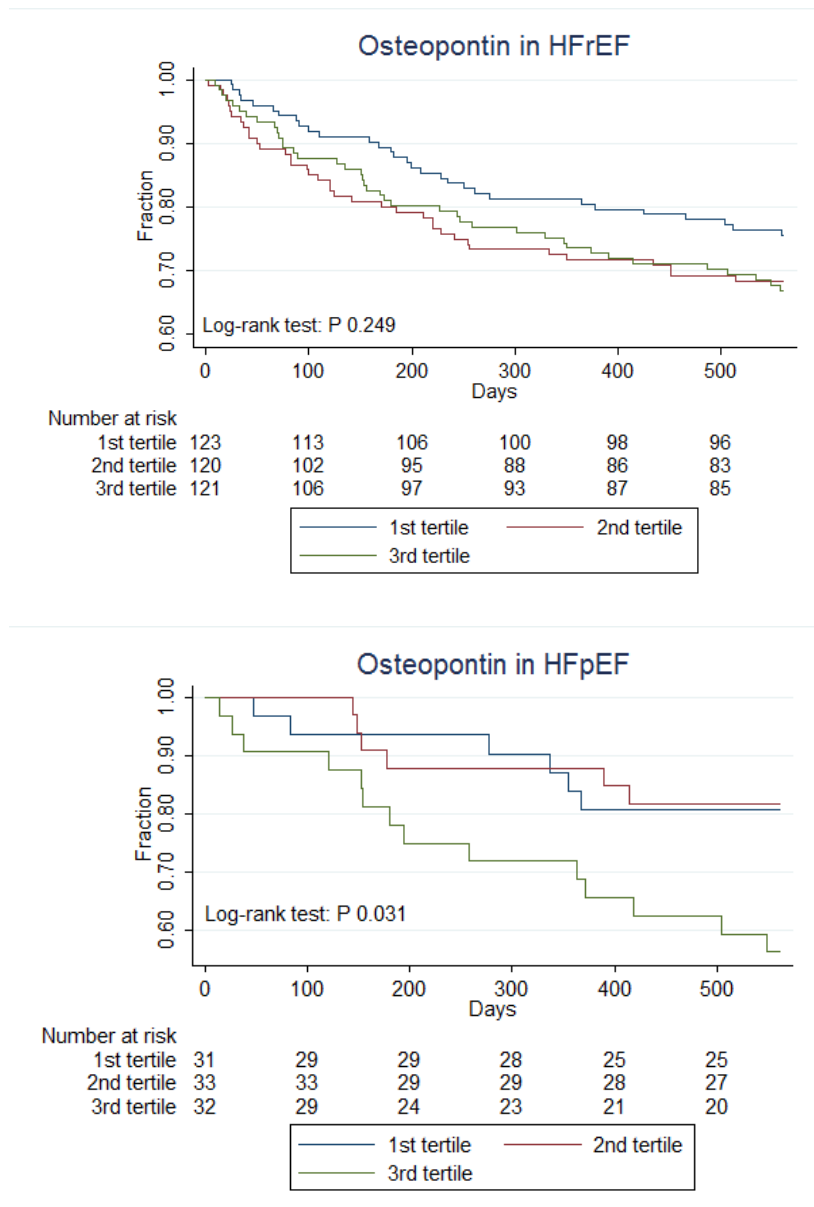 Osteopontin in HFrEF
1.00
0.90
0.80
0.70
0.60
Fraction
Log-rank test: P 0.249
0 100 200 300 400 500
Days
Number at risk
1st tertile 123 113 106 100 98 96
2nd tertile 120 102 95 88 86 83
3rd tertile 121 106 97 93 87 85
1st tertile 2nd tertile
3rd tertile
Osteopontin in HFpEF
1.00
0.90
0.80
0.70
0.60
Fraction
Log-rank test: P 0.031
0 100 200 300 400 500
Days
Number at risk
1st tertile 31 29 29 28 25 25
2nd tertile 33 33 29 29 28 27
3rd tertile 32 29 24 23 21 20
1st tertile 2nd tertile
3rd tertile